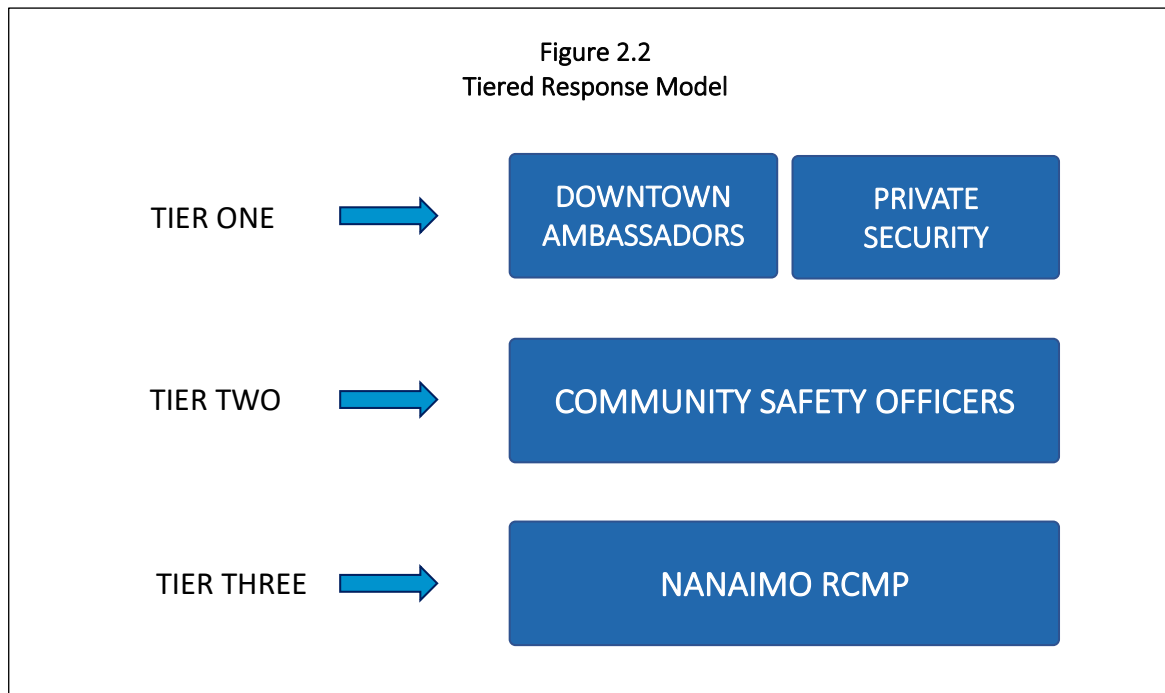 Figure 2.2
Tiered Response Model
TIER ONE
DOWNTOWN
AMBASSADORS
PRIVATE
SECURITY
TIER TWO
COMMUNITY SAFETY OFFICERS
TIER THREE
NANAIMO RCMP